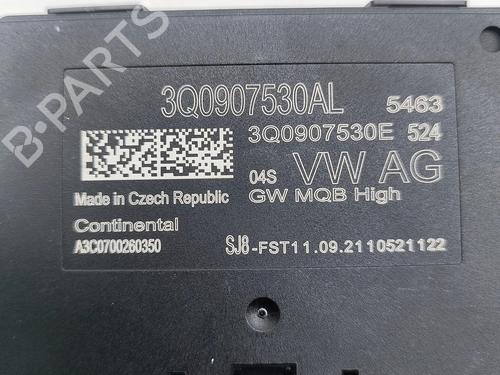 3Q0907530AL 5463
3Q0907530E 524
04S VW AG
Made in Czech Republic GW MQB High
Continental
A3C0700260350 SJ8-FST11.09.2110521122
B-PARTS